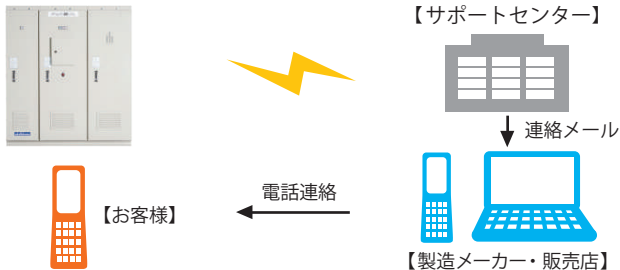 【サポートセンター】
連絡メール
電話連絡
【お客様】
【製造メーカー・販売店】